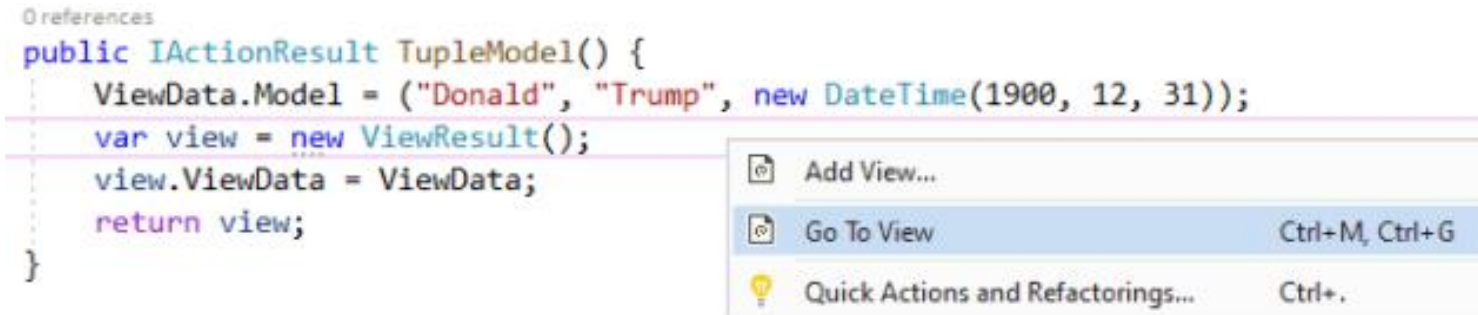 0 references
public IActionResult TupleModel() {
ViewData.Model = ("Donald", "Trump", new DateTime(1900, 12, 31));
var view = new ViewResult();
view.ViewData = ViewData;
return view;
}
Add View...
Go To View Ctrl+M, Ctrl+G
Quick Actions and Refactorings... Ctrl+.